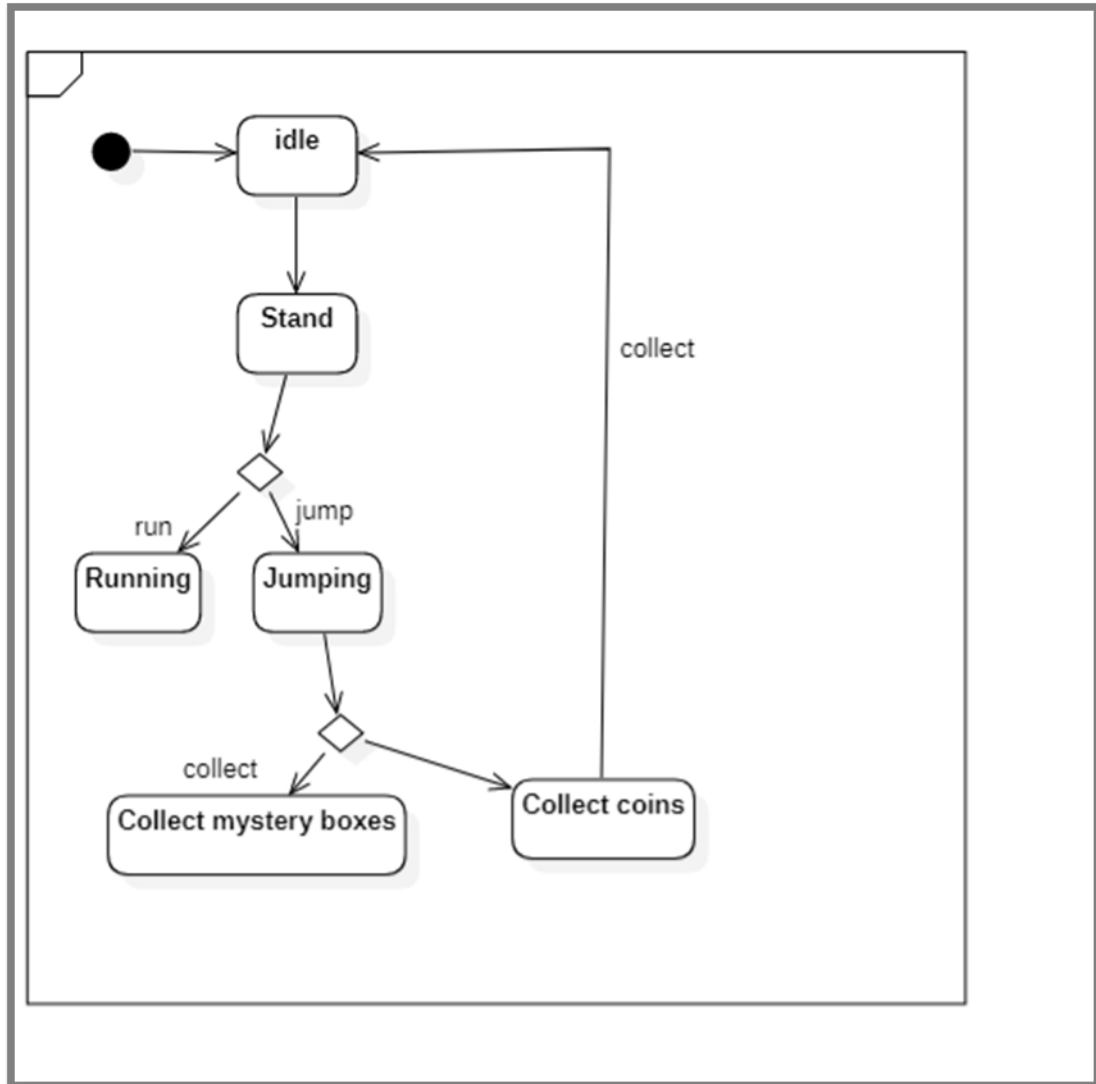 idle
Stand
collect
run
jump
Running
Jumping
collect
Collect mystery boxes
Collect coins